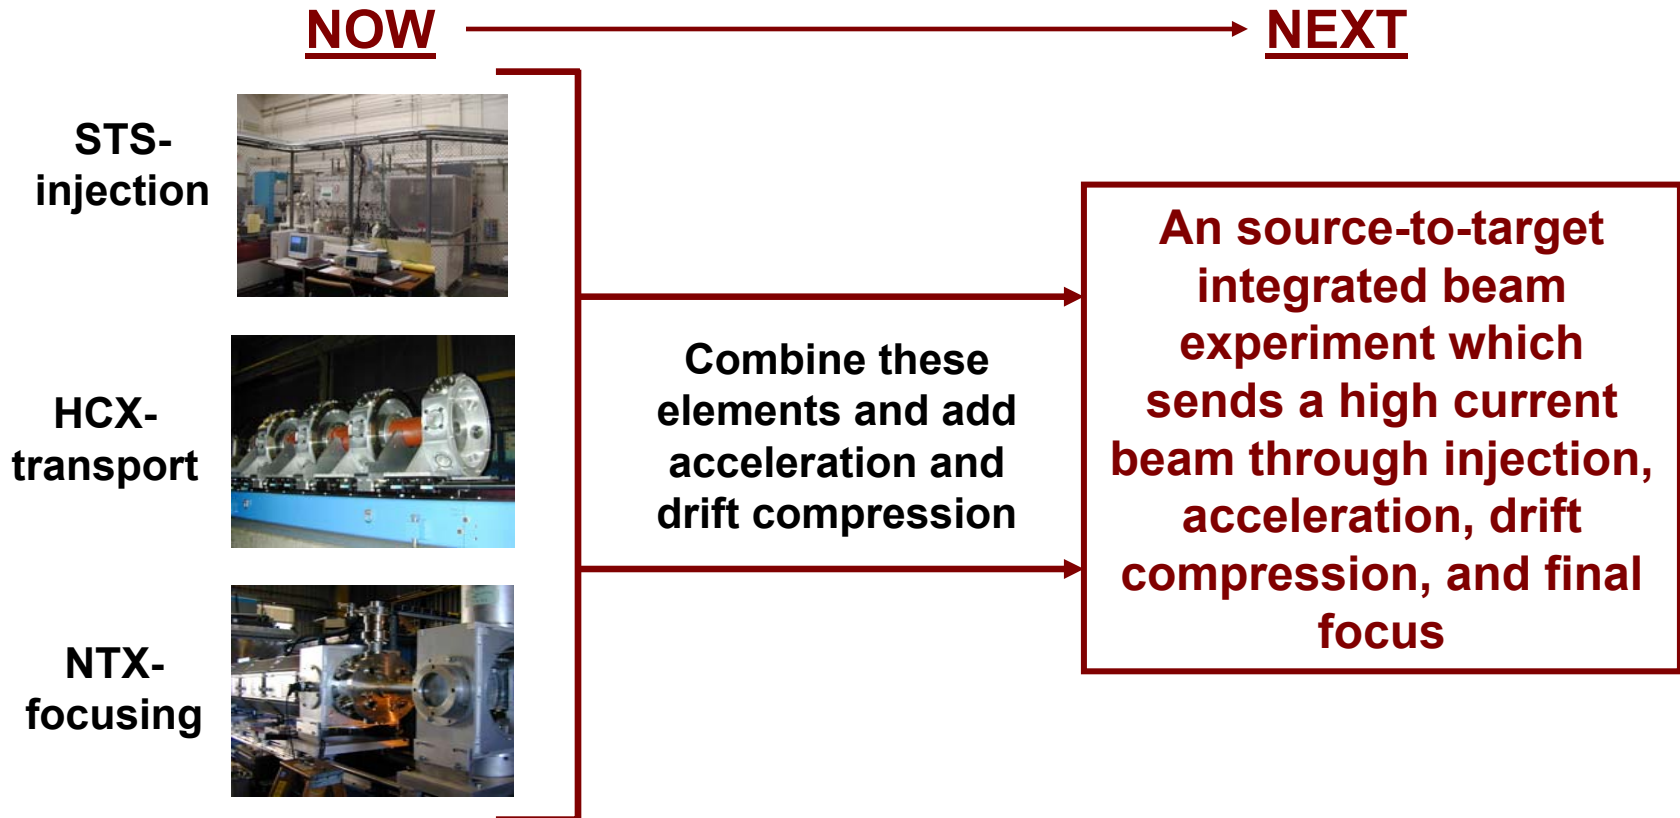 NOW
NEXT
STS-
injection
HCX-
transport
NTX-
focusing
Combine these
elements and add
acceleration and
drift compression
An source-to-target
integrated beam
experiment which
sends a high current
beam through injection,
acceleration, drift
compression, and final
focus